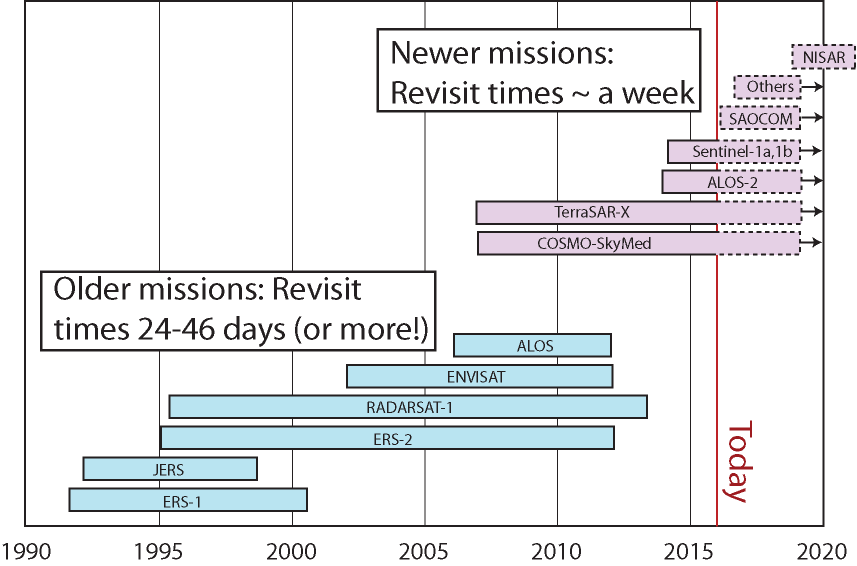 Newer missions:
Revisit times ~ a week
NISAR
Others
SAOCOM
Sentinel-1a,1b
ALOS-2
TerraSAR-X
COSMO-SkyMed
Older missions: Revisit
times 24-46 days (or more!)
ALOS
ENVISAT
RADARSAT-1
ERS-2
JERS
ERS-1
Today
1990 1995 2000 2005 2010 2015 2020